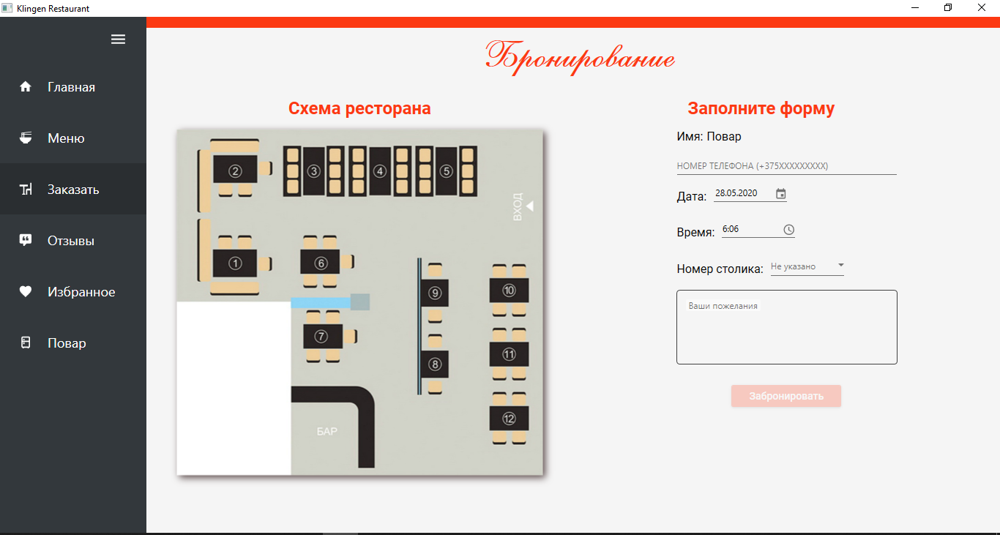 Klingen Restaurant
Бронирование
Главная
Меню
Заказать
Отзывы
Избранное
Повар
Схема ресторана
2
3
4
5
ВХОД
1
6
9
10
7
11
8
12
БАР
Заполните форму
Имя: Повар
НОМЕР ТЕЛЕФОНА (+375XXXXXXXXX)
Дата: 28.05.2020
Время: 6:06
Номер столика: Не указано
Ваши пожелания
Забронировать